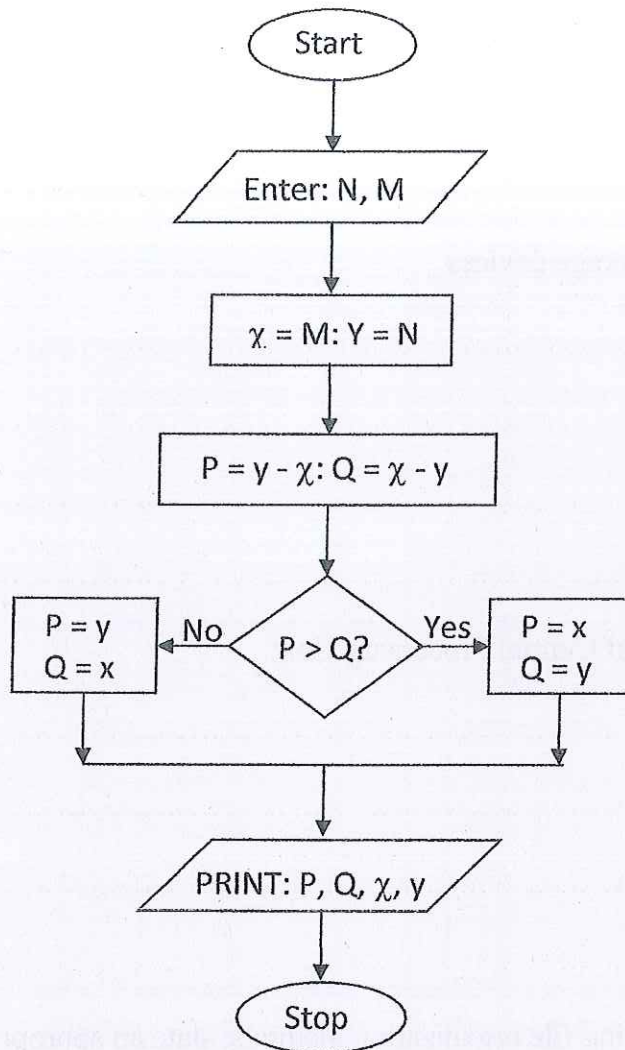 Start
Enter: N, M
χ = M: Y = N
P = y - χ: Q = χ - y
P > Q?
No
Yes
P = y
Q = x
P = x
Q = y
PRINT: P, Q, χ, y
Stop